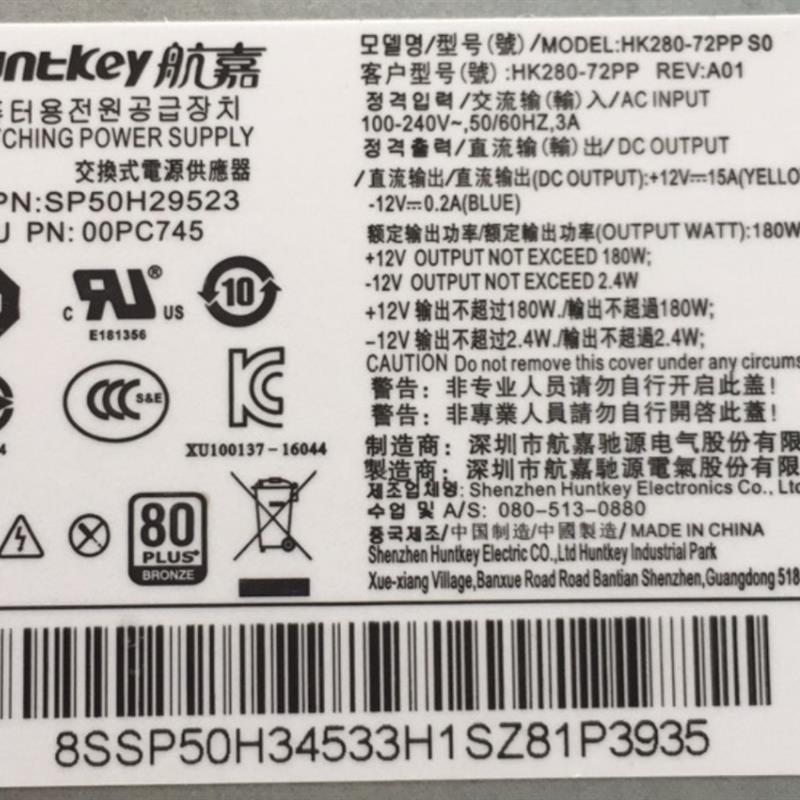 untkey 航嘉
터용전원공급장치
CHING POWER SUPPLY
交換式電源供應器
PN:SP50H29523
PN: 00PC745
모델명/型号(號)/MODEL:HK280-72PP S0
客户型号(號):HK280-72PP REV:A01
정격입력/交流输(輸)入/AC INPUT
100-240V~,50/60HZ,3A
정격출력/直流输(輸)出/DC OUTPUT
/直流输出/直流輸出(DC OUTPUT):+12V⎓15A(YELLO
-12V⎓0.2A(BLUE)
额定输出功率/額定輸出功率(OUTPUT WATT):180W
+12V OUTPUT NOT EXCEED 180W;
-12V OUTPUT NOT EXCEED 2.4W
+12V 输出不超过180W./輸出不超過180W;
-12V 输出不超过2.4W./輸出不超過2.4W;
CAUTION Do not remove this cover under any circums
警告: 非专业人员请勿自行开启此盖!
警告: 非專業人員請勿自行開啓此蓋!
制造商: 深圳市航嘉驰源电气股份有限
製造商: 深圳市航嘉馳源電氣股份有限
제조업체명: Shenzhen Huntkey Electronics Co., Ltd
수업 및 A/S: 080-513-0880
중국제조/中国制造/中國製造/ MADE IN CHINA
Shenzhen Huntkey Electric CO.,Ltd Huntkey Industrial Park
Xue-xiang Village,Banxue Road Road Bantian Shenzhen,Guangdong 518
c UR US ®
E181356
10
CCC S&E
KC
XU100137-16044
80
PLUS
BRONZE
8SSP50H34533H1SZ81P3935